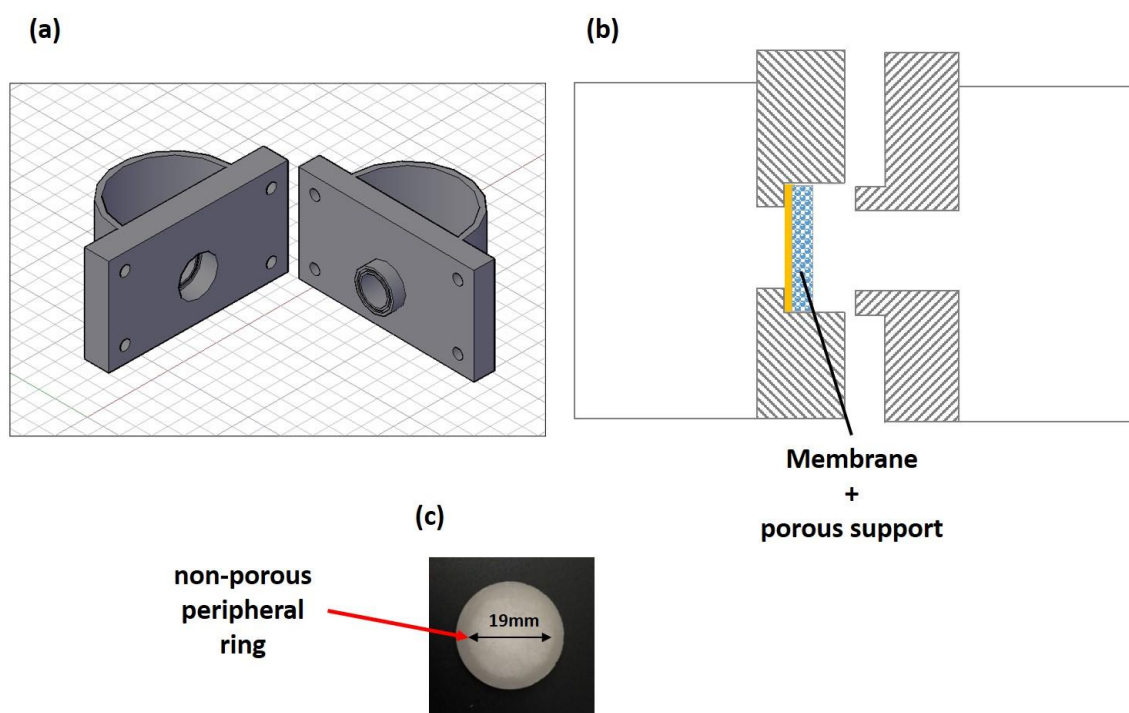 (a)
(b)
Membrane
+
porous support
(c)
non-porous
peripheral
ring
19mm